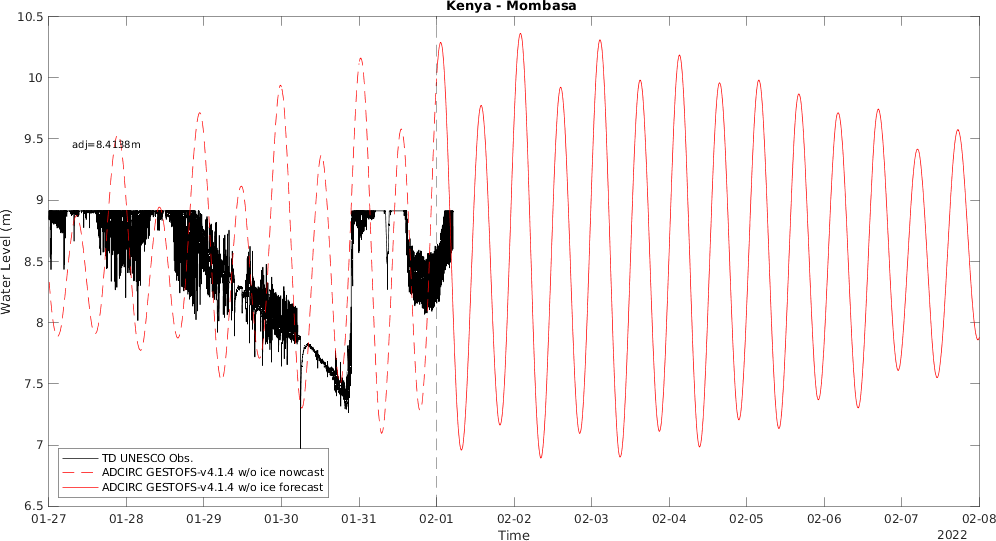 Kenya - Mombasa
10.5
10
9.5
9
8.5
8
7.5
7
6.5
Water Level (m)
adj=8.4138m
TD UNESCO Obs.
ADCIRC GESTOFS-v4.1.4 w/o ice nowcast
ADCIRC GESTOFS-v4.1.4 w/o ice forecast
01-27 01-28 01-29 01-30 01-31 02-01 02-02 02-03 02-04 02-05 02-06 02-07 02-08
Time
2022